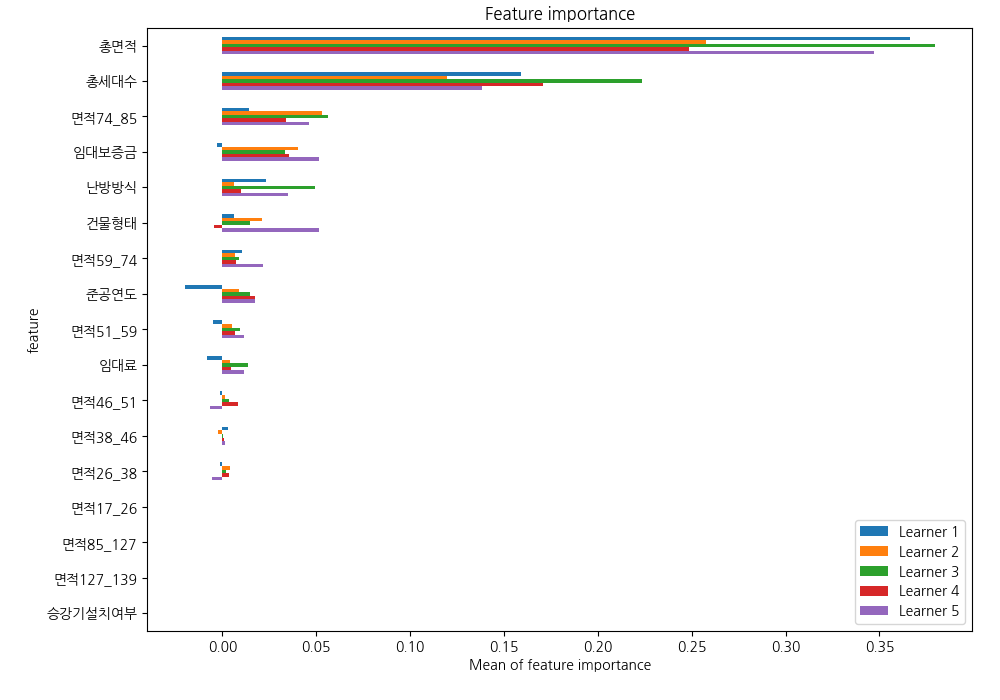 Feature importance
총면적
총세대수
면적74_85
임대보증금
난방방식
건물형태
면적59_74
준공연도
면적51_59
임대료
면적46_51
면적38_46
면적26_38
면적17_26
면적85_127
면적127_139
승강기설치여부
feature
Learner 1
Learner 2
Learner 3
Learner 4
Learner 5
0.00 0.05 0.10 0.15 0.20 0.25 0.30 0.35
Mean of feature importance